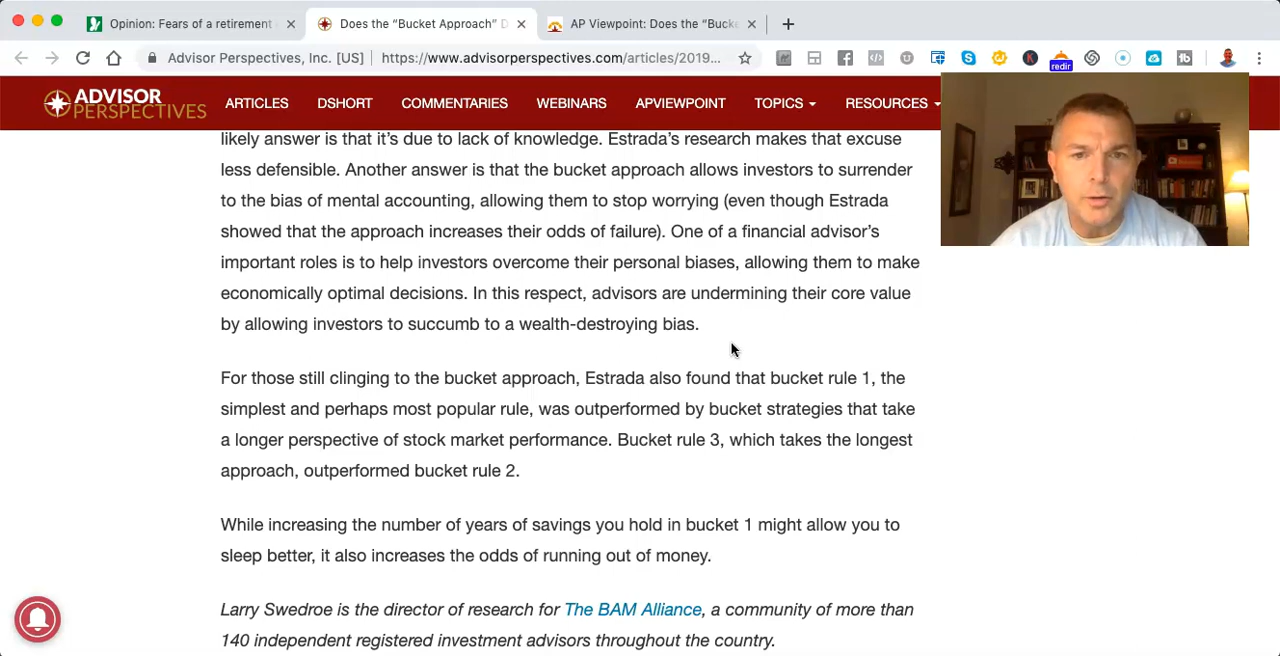 Opinion: Fears of a retirement
Does the “Bucket Approach” D
AP Viewpoint: Does the “Bucke
Advisor Perspectives, Inc. [US]
https://www.advisorperspectives.com/articles/2019...
redir
ADVISOR
PERSPECTIVES
ARTICLES
DSHORT
COMMENTARIES
WEBINARS
APVIEWPOINT
TOPICS
RESOURCES
likely answer is that it’s due to lack of knowledge. Estrada’s research makes that excuse
less defensible. Another answer is that the bucket approach allows investors to surrender
to the bias of mental accounting, allowing them to stop worrying (even though Estrada
showed that the approach increases their odds of failure). One of a financial advisor’s
important roles is to help investors overcome their personal biases, allowing them to make
economically optimal decisions. In this respect, advisors are undermining their core value
by allowing investors to succumb to a wealth-destroying bias.
For those still clinging to the bucket approach, Estrada also found that bucket rule 1, the
simplest and perhaps most popular rule, was outperformed by bucket strategies that take
a longer perspective of stock market performance. Bucket rule 3, which takes the longest
approach, outperformed bucket rule 2.
While increasing the number of years of savings you hold in bucket 1 might allow you to
sleep better, it also increases the odds of running out of money.
Larry Swedroe is the director of research for The BAM Alliance, a community of more than
140 independent registered investment advisors throughout the country.